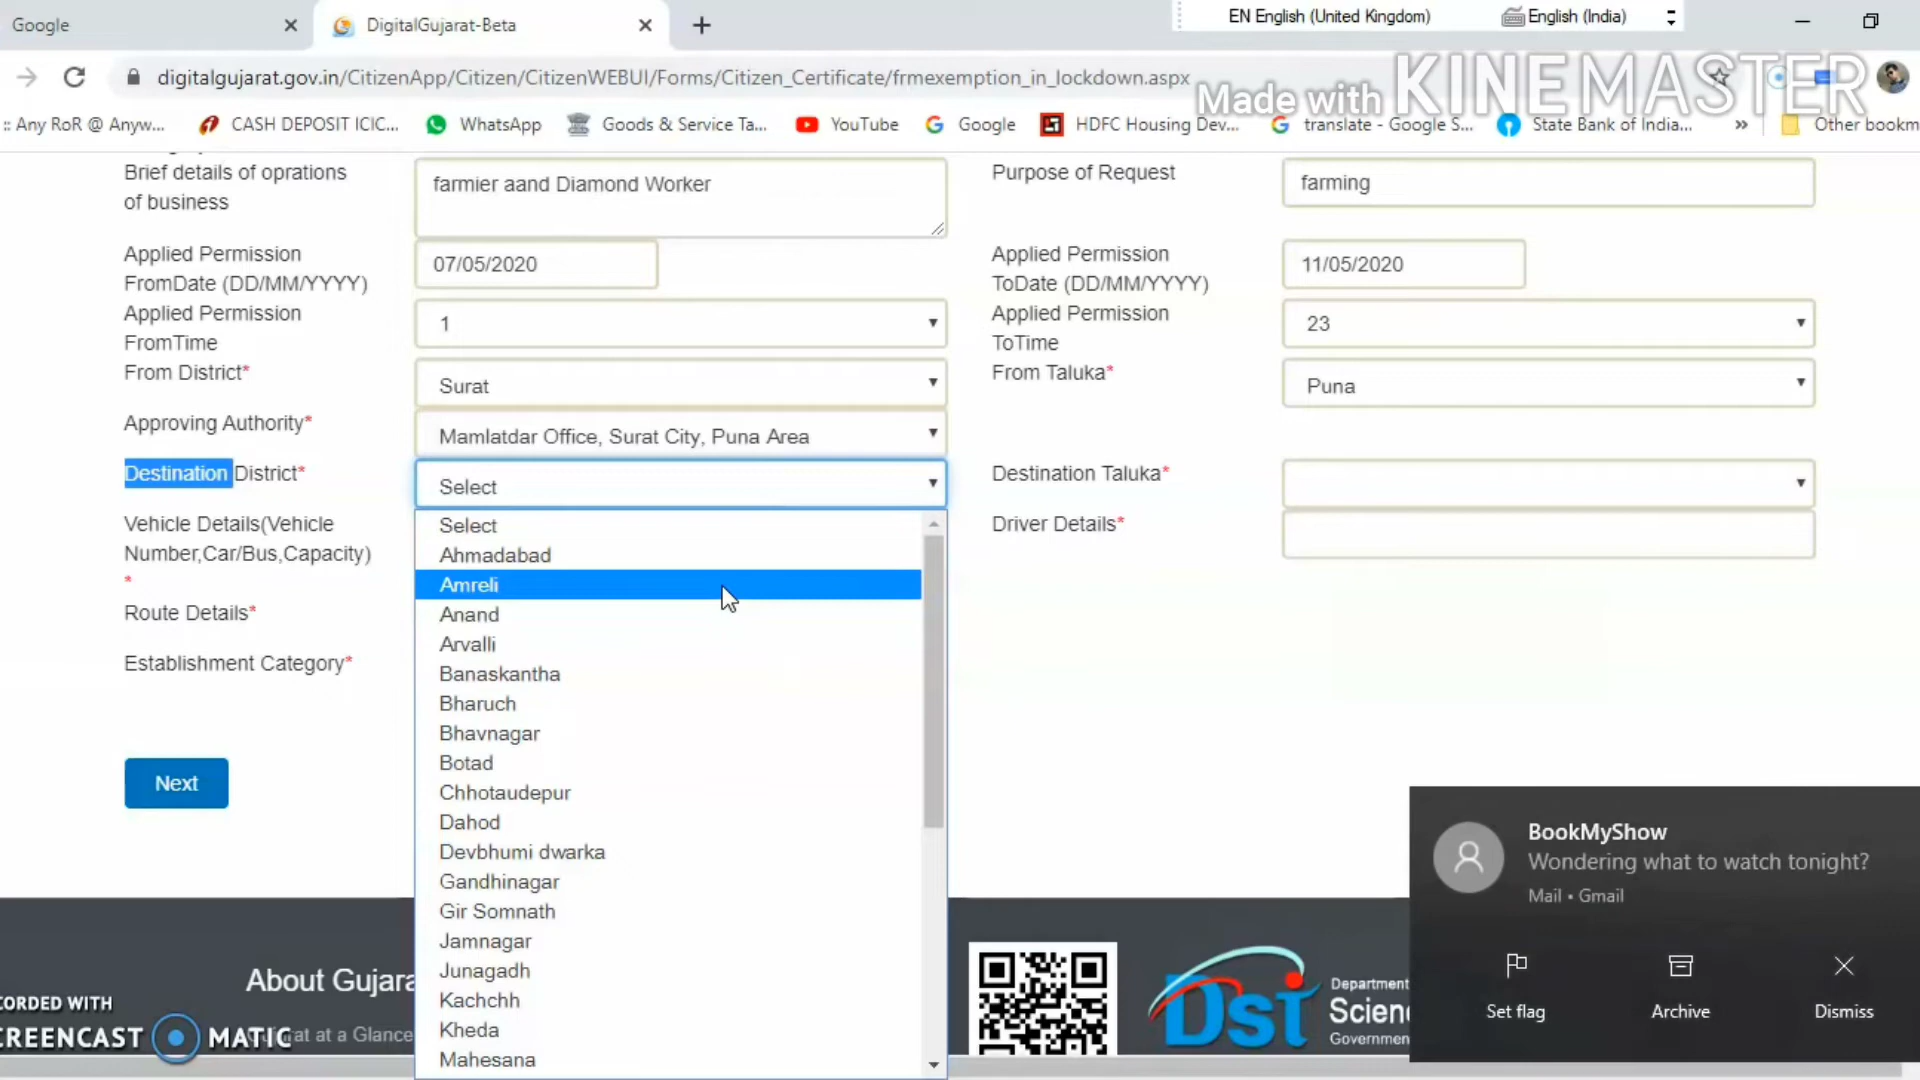 Google
DigitalGujarat-Beta
EN English (United Kingdom)
English (India)
digitalgujarat.gov.in/CitizenApp/Citizen/CitizenWEBUI/Forms/Citizen_Certificate/frmexemption_in_lockdown.aspx
Made with KINEMASTER
:: Any RoR @ Anyw...
CASH DEPOSIT ICIC...
WhatsApp
Goods & Service Ta...
YouTube
Google
HDFC Housing Dev...
translate - Google S...
State Bank of India...
»
Other bookm
Brief details of oprations
of business
farmier aand Diamond Worker
Purpose of Request
farming
Applied Permission
FromDate (DD/MM/YYYY)
07/05/2020
Applied Permission
ToDate (DD/MM/YYYY)
11/05/2020
Applied Permission
FromTime
1
Applied Permission
ToTime
23
From District*
Surat
From Taluka*
Puna
Approving Authority*
Mamlatdar Office, Surat City, Puna Area
Destination District*
Select
Destination Taluka*
Vehicle Details(Vehicle
Number,Car/Bus,Capacity)
*
Driver Details*
Route Details*
Establishment Category*
Select
Ahmadabad
Amreli
Anand
Arvalli
Banaskantha
Bharuch
Bhavnagar
Botad
Chhotaudepur
Dahod
Devbhumi dwarka
Gandhinagar
Gir Somnath
Jamnagar
Junagadh
Kachchh
Kheda
Mahesana
Next
BookMyShow
Wondering what to watch tonight?
Mail • Gmail
Set flag
Archive
Dismiss
About Gujara
rat at a Glance
CORDED WITH
CREENCAST MATIC
Dst
Department
Scienc
Governmen